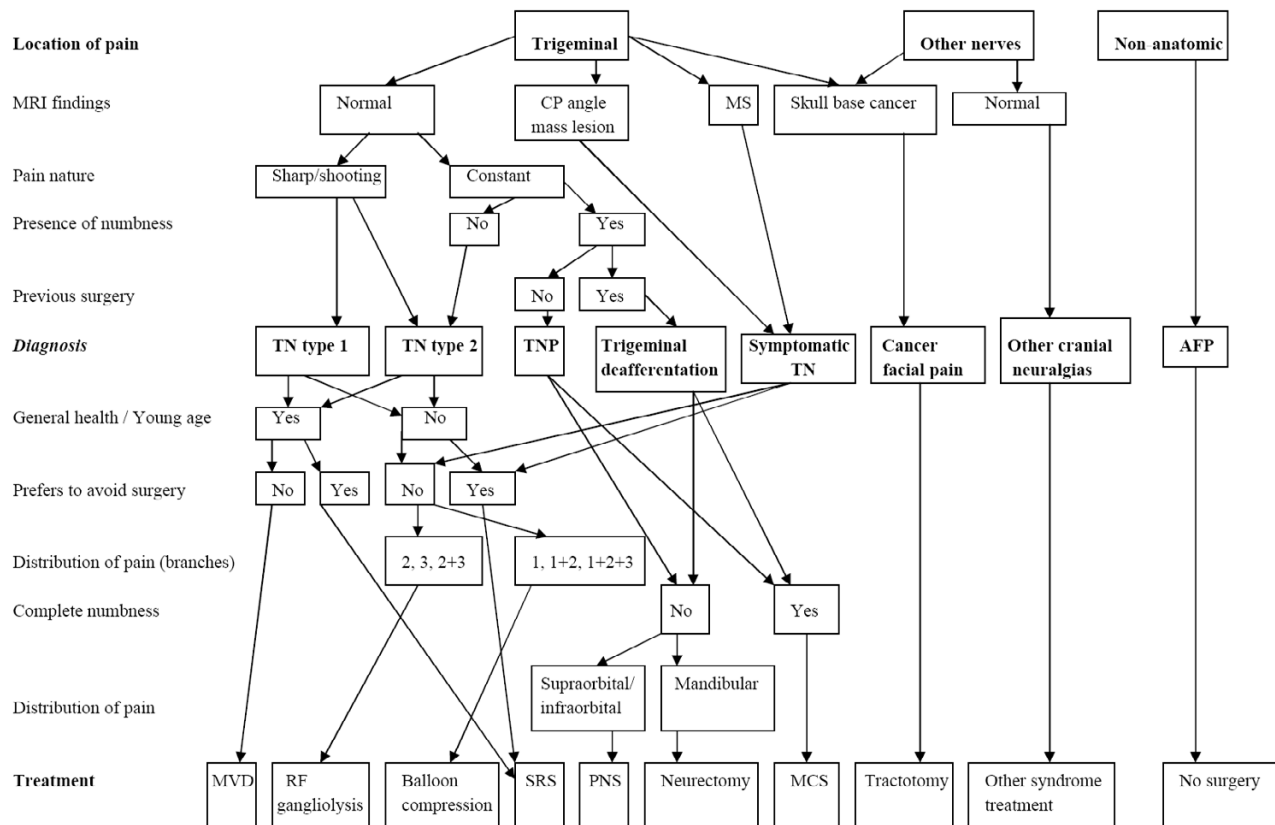 Location of pain
Trigeminal
Other nerves
Non-anatomic
MRI findings
Normal
CP angle
mass lesion
MS
Skull base cancer
Normal
Pain nature
Sharp/shooting
Constant
Presence of numbness
No
Yes
Previous surgery
No
Yes
Diagnosis
TN type 1
TN type 2
TNP
Trigeminal
deafferentation
Symptomatic
TN
Cancer
facial pain
Other cranial
neuralgias
AFP
General health / Young age
Yes
No
Prefers to avoid surgery
No
Yes
No
Yes
Distribution of pain (branches)
2, 3, 2+3
1, 1+2, 1+2+3
Complete numbness
No
Yes
Distribution of pain
Supraorbital/
infraorbital
Mandibular
Treatment
MVD
RF
gangliolysis
Balloon
compression
SRS
PNS
Neurectomy
MCS
Tractotomy
Other syndrome
treatment
No surgery